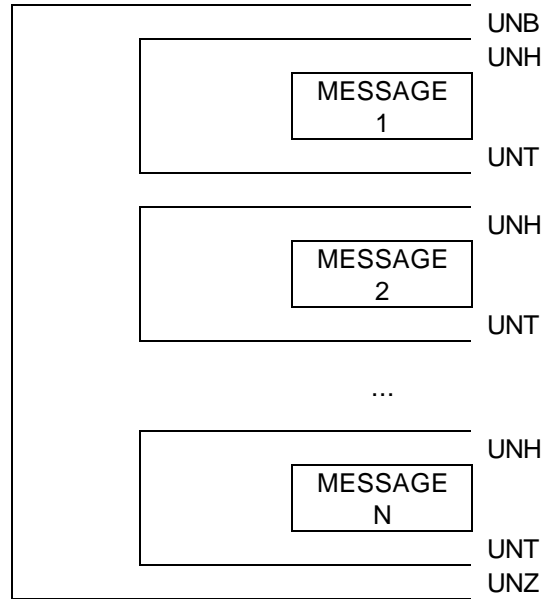 UNB
UNH
MESSAGE
1
UNT
UNH
MESSAGE
2
UNT
...
UNH
MESSAGE
N
UNT
UNZ